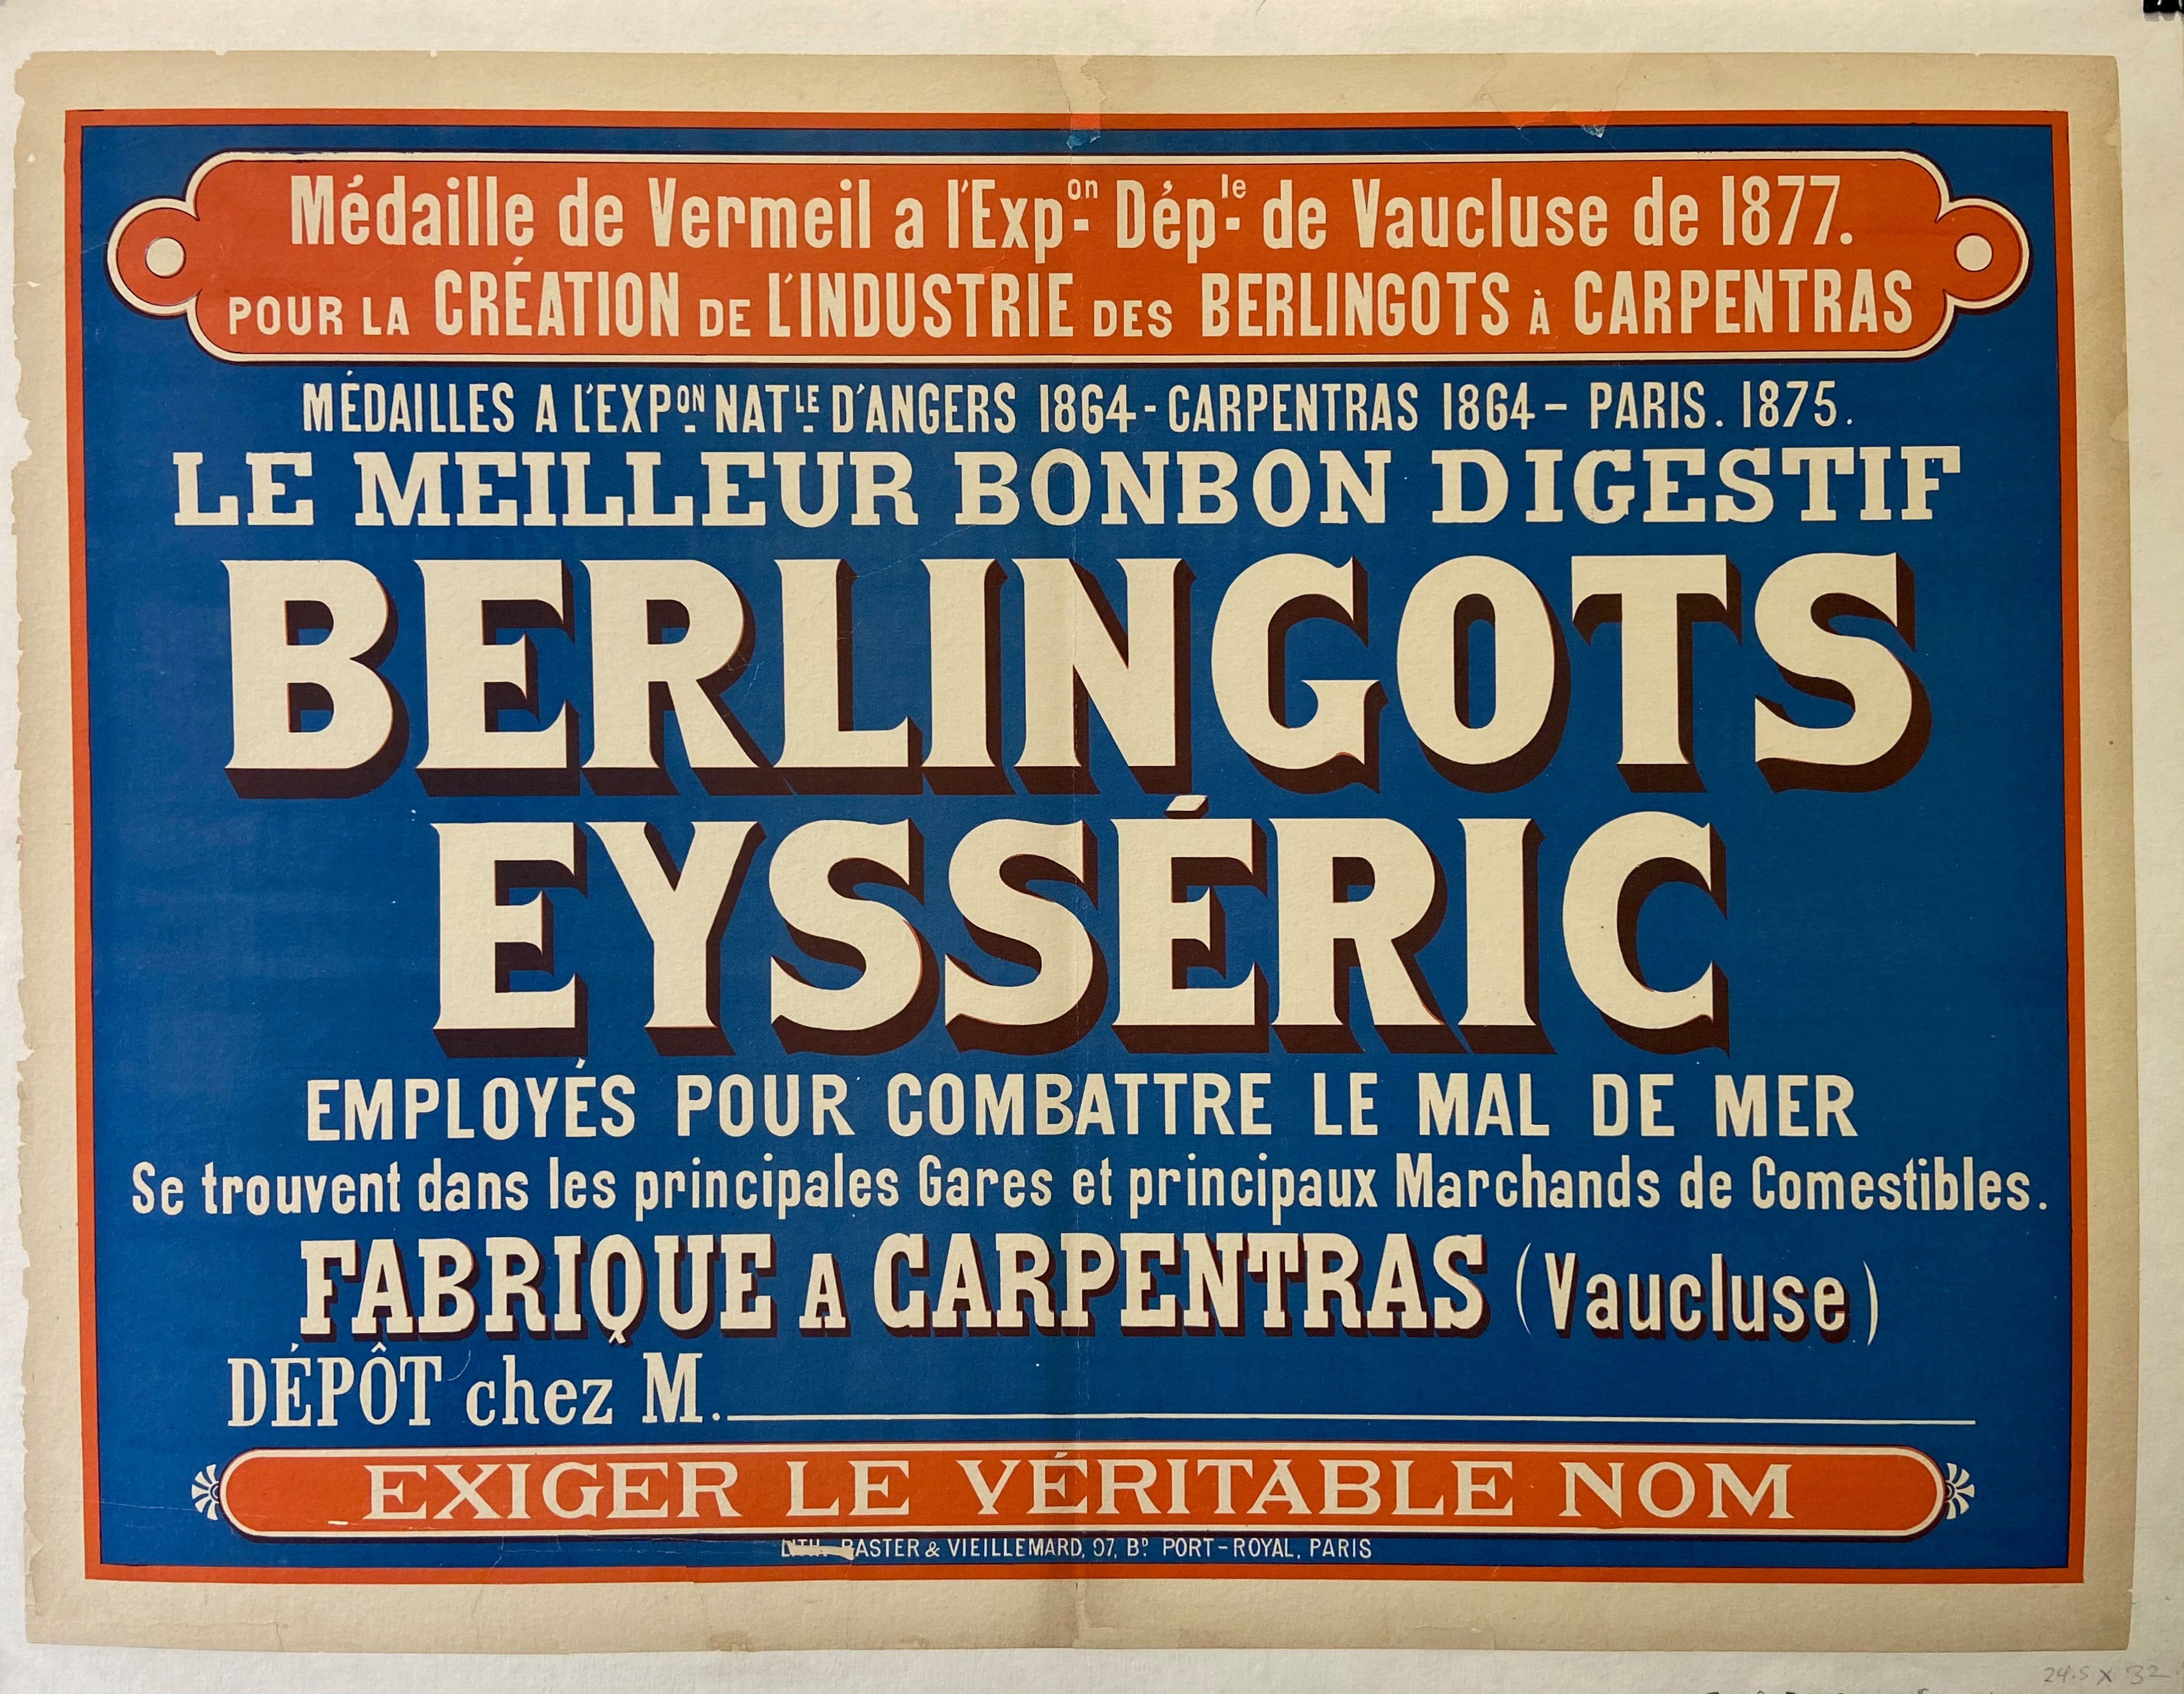 Médaille de Vermeil a l'Expon Déple de Vaucluse de 1877.
POUR LA CRÉATION DE L'INDUSTRIE DES BERLINGOTS À CARPENTRAS
MÉDAILLES A L'EXPON NATLE D'ANGERS 1864 - CARPENTRAS 1864 - PARIS. 1875.
LE MEILLEUR BONBON DIGESTIF
BERLINGOTS
EYSSÉRIC
EMPLOYÉS POUR COMBATTRE LE MAL DE MER
Se trouvent dans les principales Gares et principaux Marchands de Comestibles.
FABRIQUE A CARPENTRAS (Vaucluse)
DÉPÔT chez M.
EXIGER LE VÉRITABLE NOM
LITH. BASTER & VIEILLEMARD, 97, BD PORT-ROYAL, PARIS
24.5 X 32